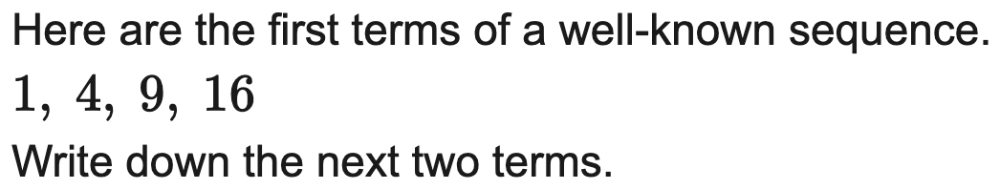 Here are the first terms of a well-known sequence.
1, 4, 9, 16
Write down the next two terms.